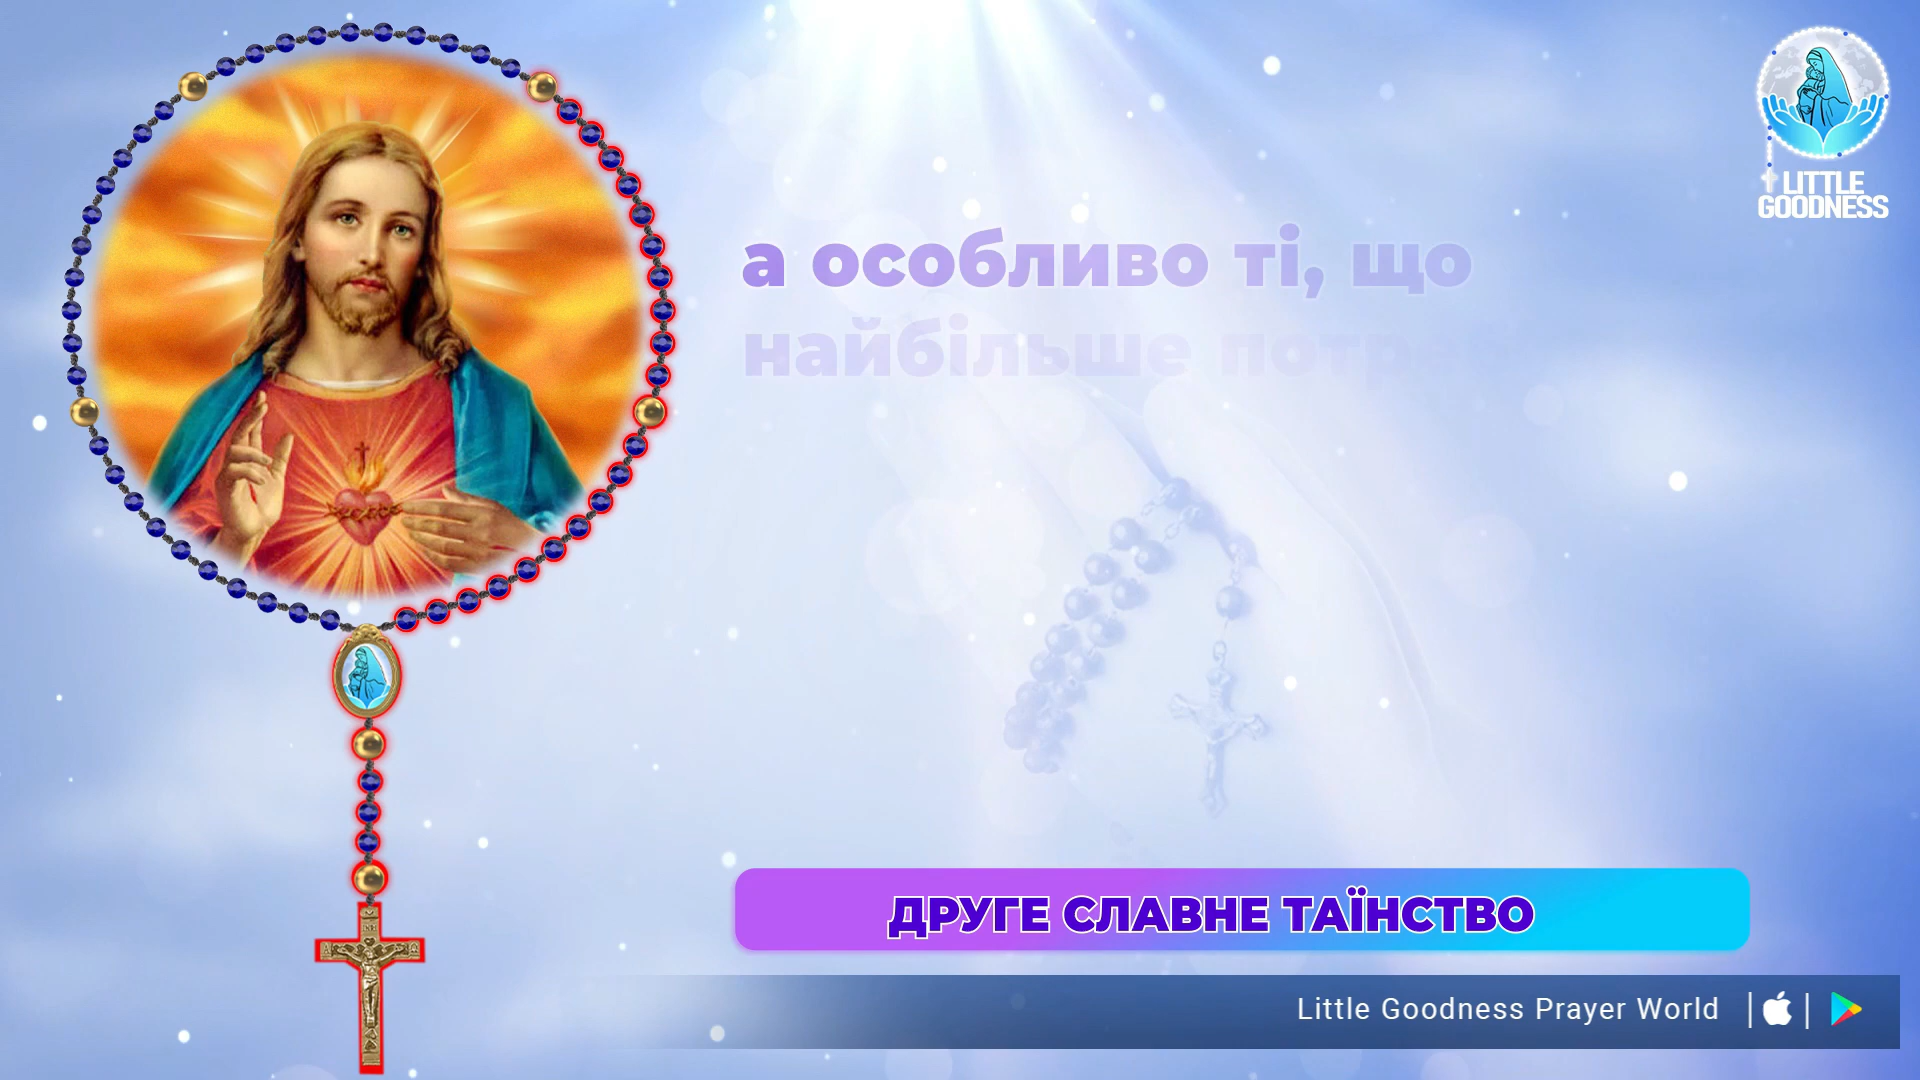 LITTLE
GOODNESS
а особливо ті, що
найбільше
ДРУГЕ СЛАВНЕ ТАЇНСТВО
Little Goodness Prayer World